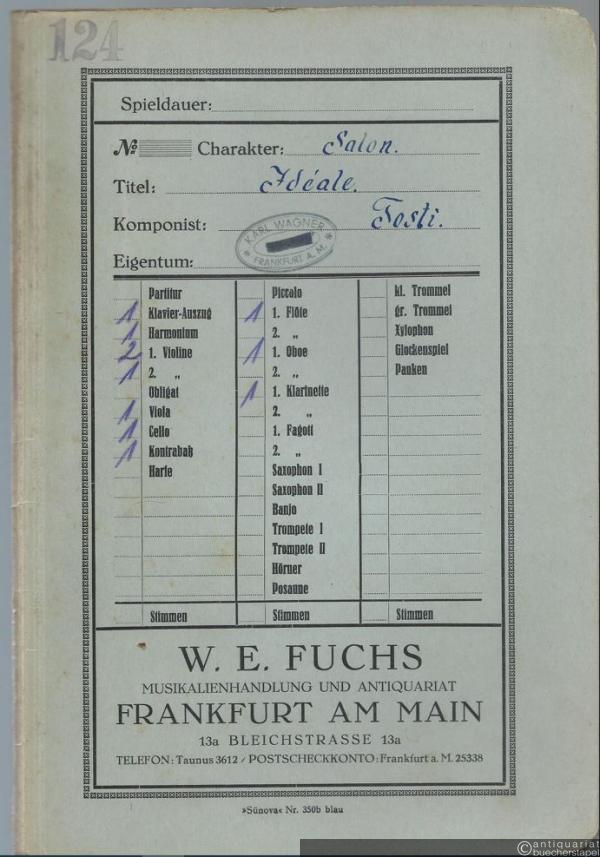 124
Spieldauer:
№ Charakter: Salon.
Titel: Idéale.
Komponist: Tosti.
KARL WAGNER
* FRANKFURT A. M. *
Eigentum:
Partitur
1 Klavier-Auszug
1 Harmonium
2 1. Violine
1 2. „
Obligat
1 Viola
1 Cello
1 Kontrabaß
Harfe
Stimmen
Piccolo
1 1. Flöte
2. „
1 1. Oboe
2. „
1 1. Klarinette
2. „
1. Fagott
2. „
Saxophon I
Saxophon II
Banjo
Trompete I
Trompete II
Hörner
Posaune
Stimmen
kl. Trommel
gr. Trommel
Xylophon
Glockenspiel
Pauken
Stimmen
W. E. FUCHS
MUSIKALIENHANDLUNG UND ANTIQUARIAT
FRANKFURT AM MAIN
13a BLEICHSTRASSE 13a
TELEFON: Taunus 3612 / POSTSCHECKKONTO: Frankfurt a. M. 25338
»Sünova« Nr. 350b blau
©antiquariat
buecherstapel